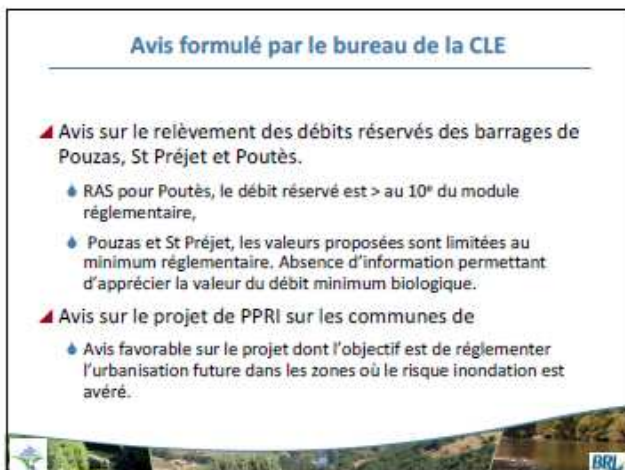 Avis formulé par le bureau de la CLE
Avis sur le relèvement des débits réservés des barrages de
Pouzas, St Préjet et Poutès.
RAS pour Poutès, le débit réservé est > au 10e du module
réglementaire,
Pouzas et St Préjet, les valeurs proposées sont limitées au
minimum réglementaire. Absence d'information permettant
d'apprécier la valeur du débit minimum biologique.
Avis sur le projet de PPRI sur les communes de
Avis favorable sur le projet dont l'objectif est de réglementer
l'urbanisation future dans les zones où le risque inondation est
avéré.
BRL